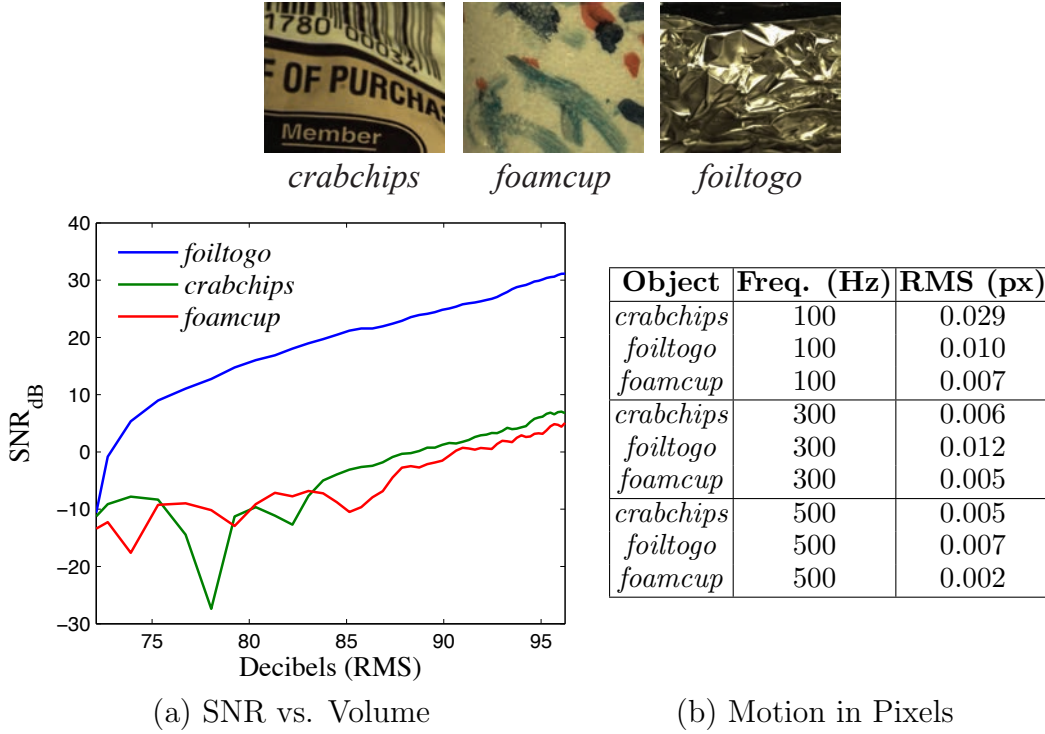 1780 00034
F OF PURCHA
Member
crabchips
foamcup
foiltogo
40
30
20
10
0
−10
−20
−30
SNR_dB
foiltogo
crabchips
foamcup
75 80 85 90 95
Decibels (RMS)
Object Freq. (Hz) RMS (px)
crabchips 100 0.029
foiltogo 100 0.010
foamcup 100 0.007
crabchips 300 0.006
foiltogo 300 0.012
foamcup 300 0.005
crabchips 500 0.005
foiltogo 500 0.007
foamcup 500 0.002
(a) SNR vs. Volume
(b) Motion in Pixels